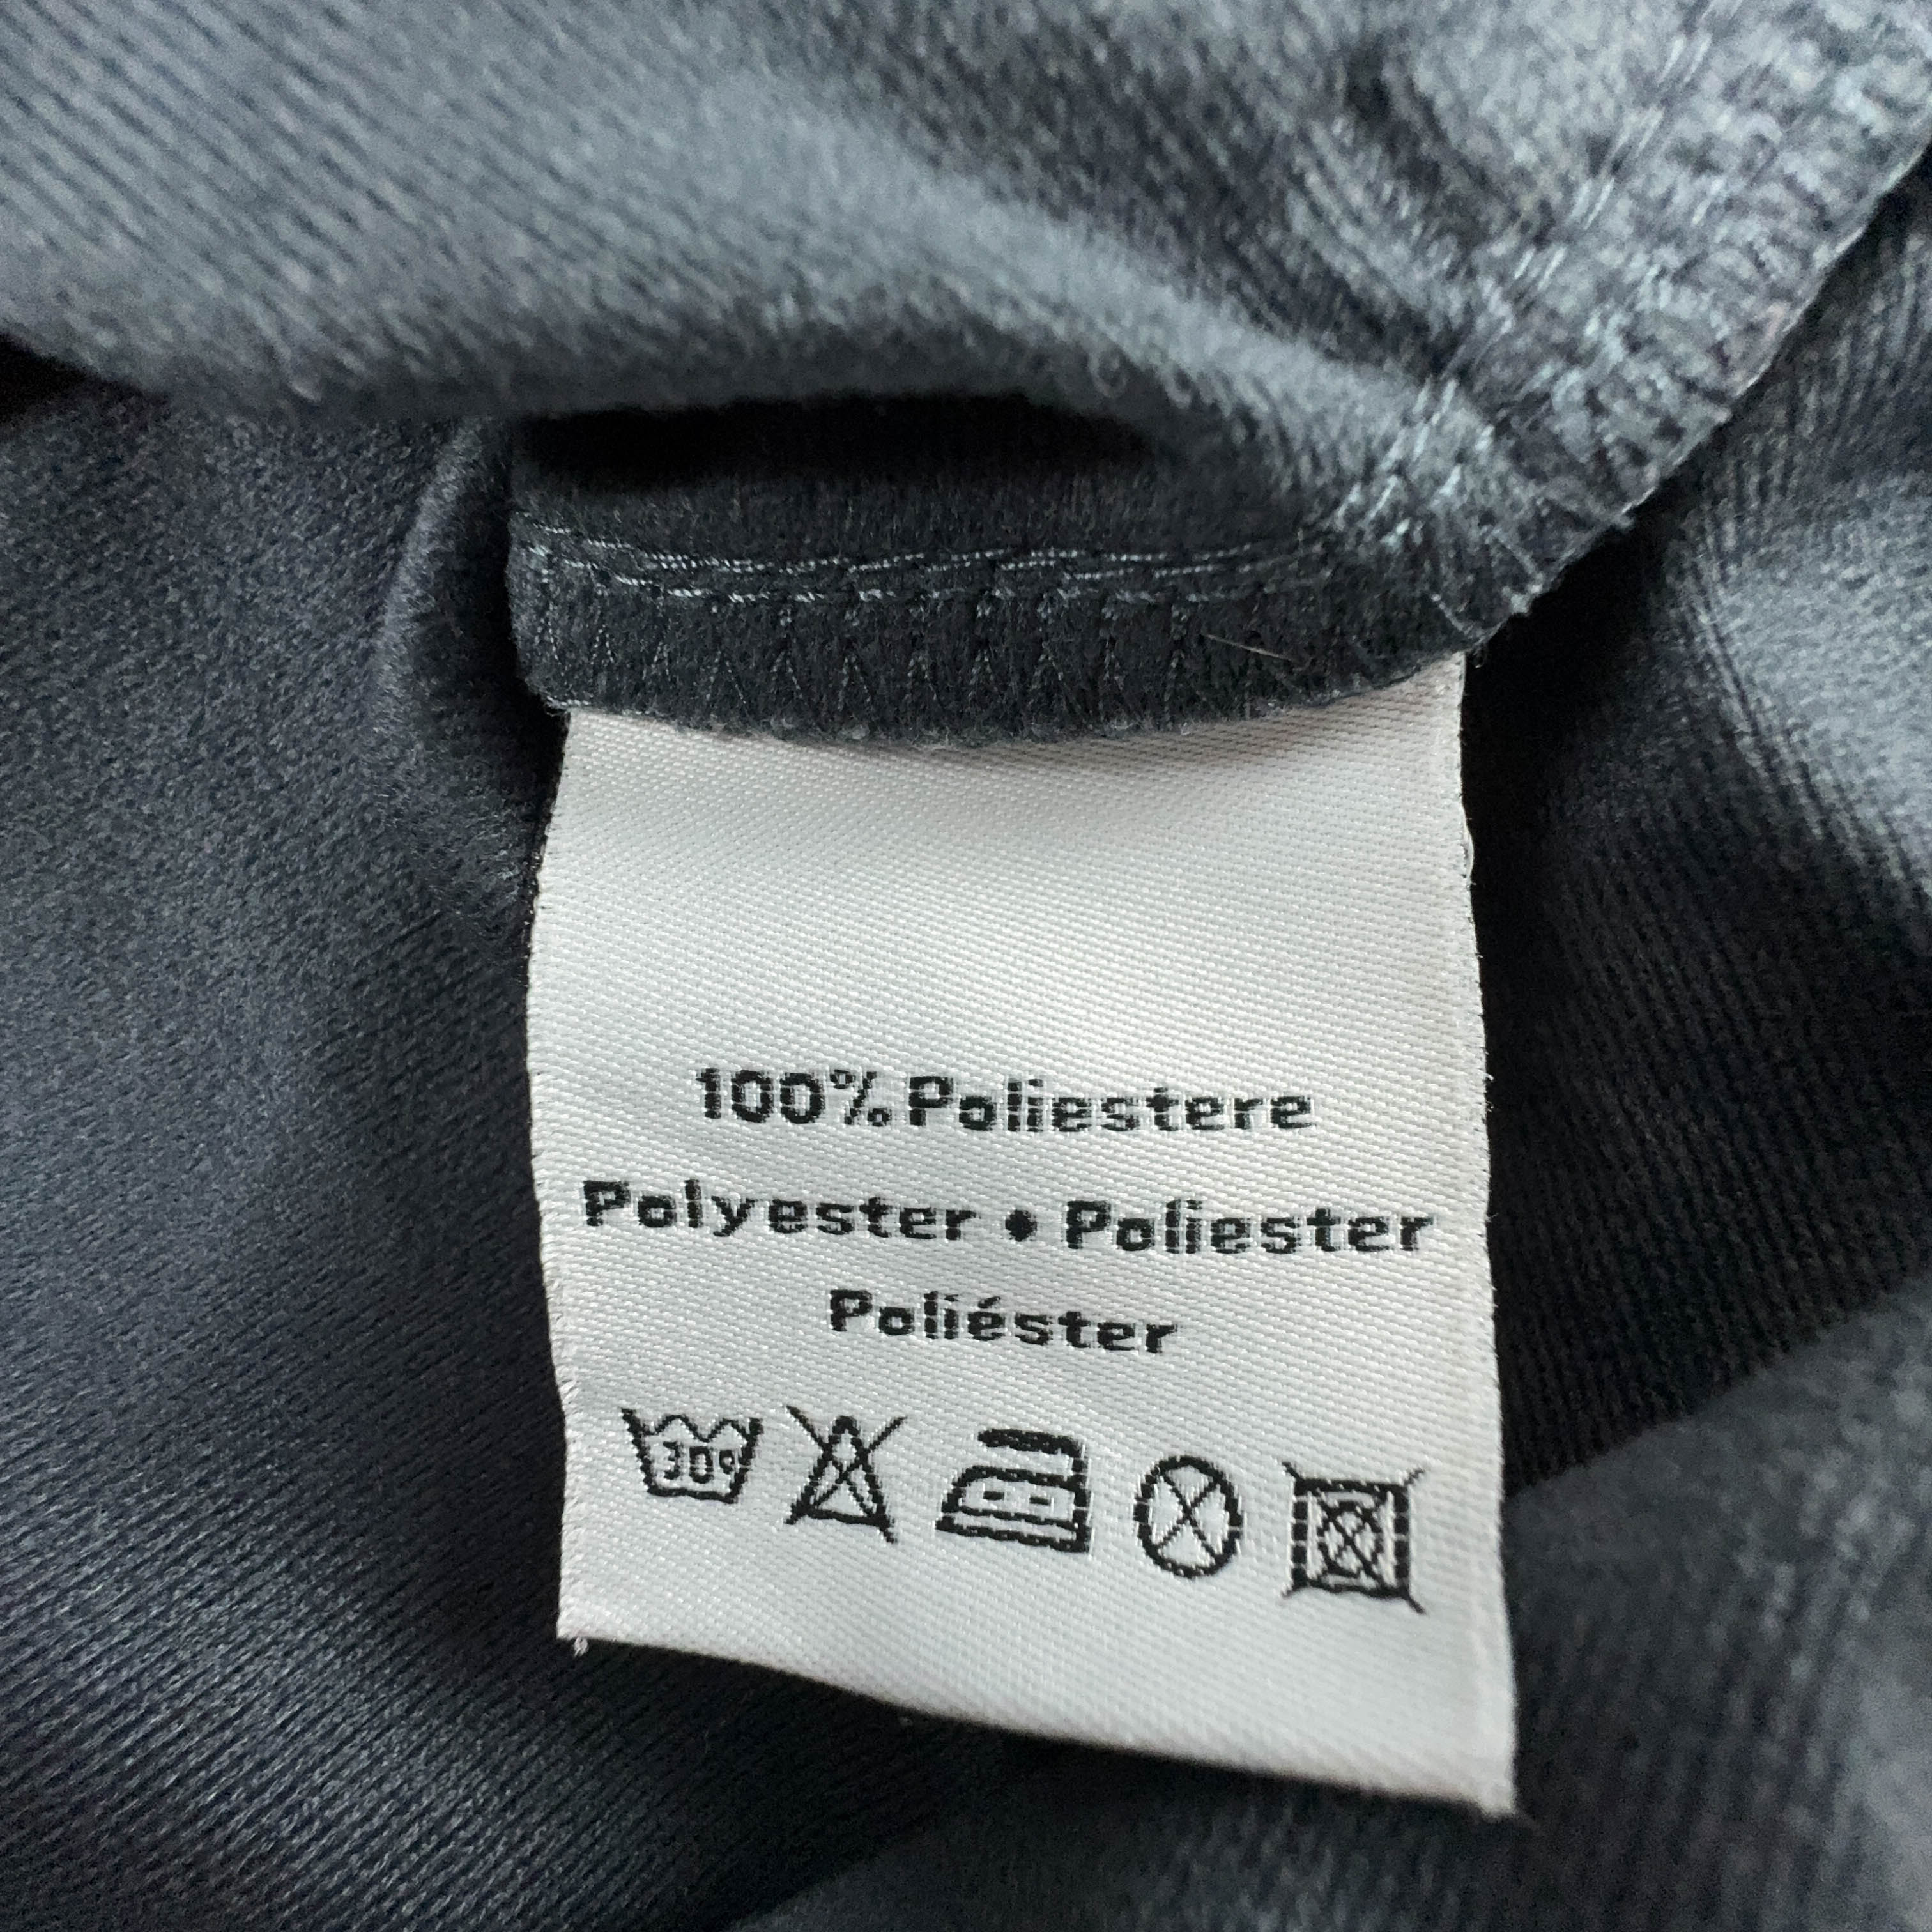 100% Poliestere
Polyester • Poliester
Poliéster
30°